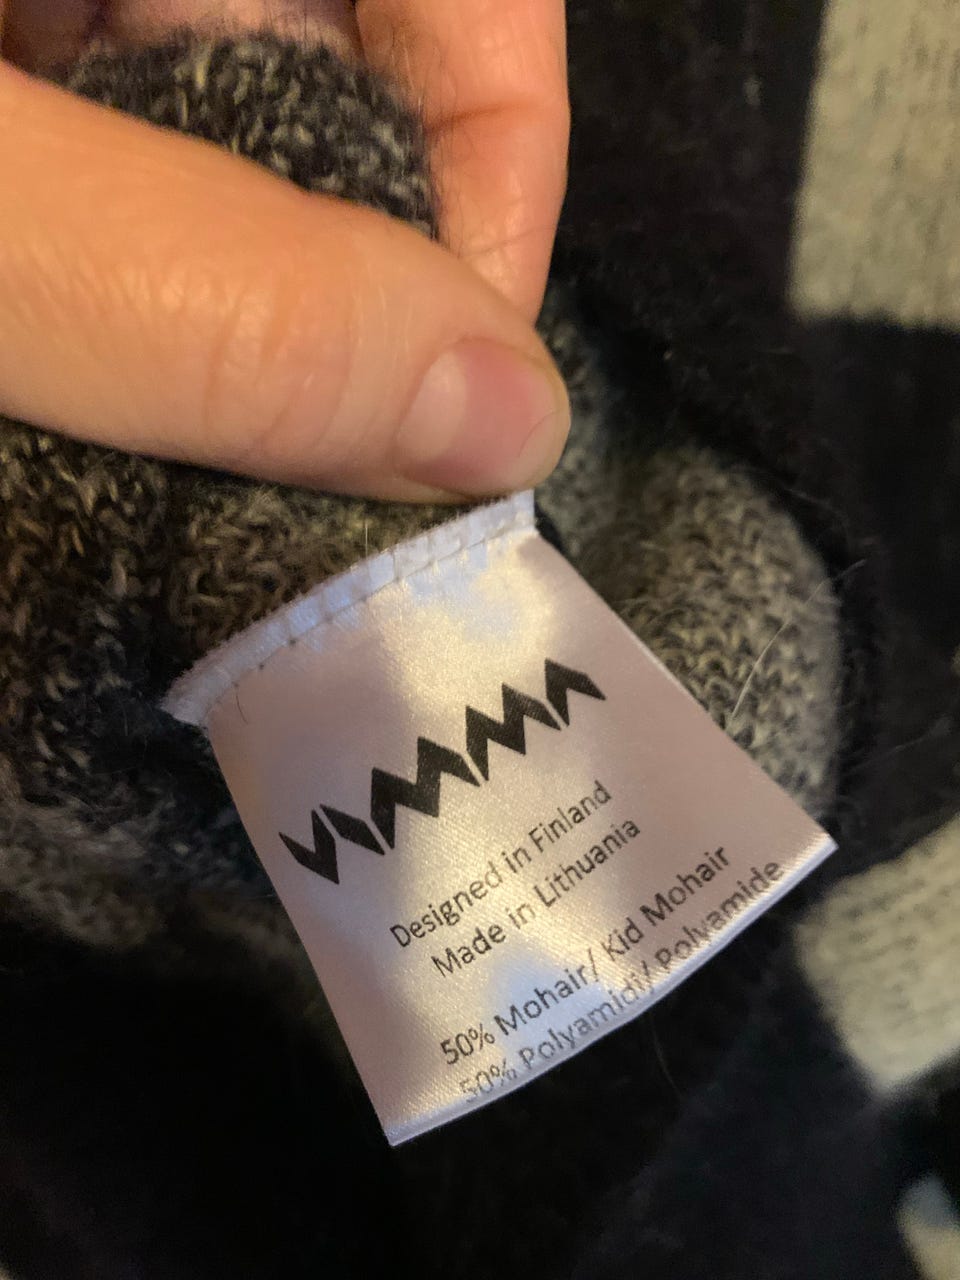 VIMMA
Designed in Finland
Made in Lithuania
50% Mohair/ Kid Mohair
50% Polyamidi/ Polyamide